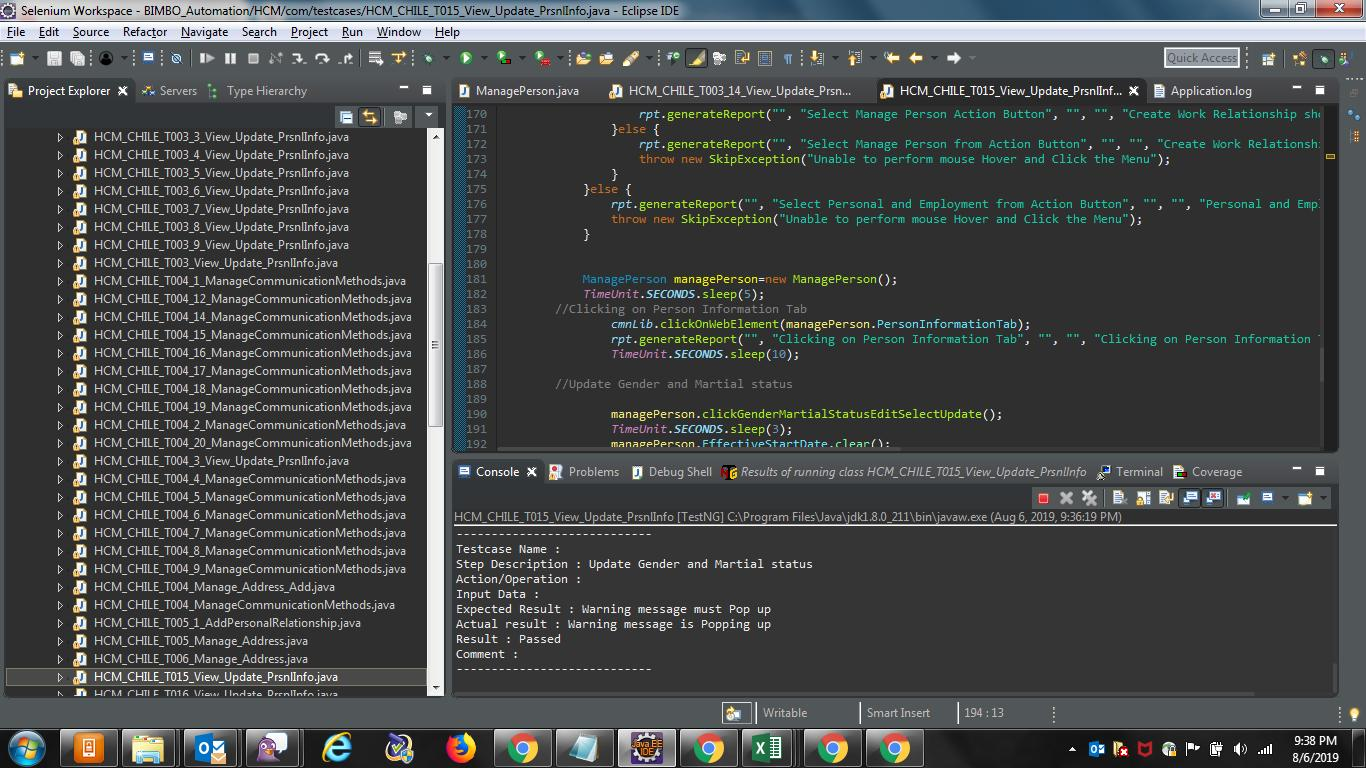 Selenium Workspace - BIMBO_Automation/HCM/com/testcases/HCM_CHILE_T015_View_Update_PrsnlInfo.java - Eclipse IDE
File Edit Source Refactor Navigate Search Project Run Window Help
Quick Access
Project Explorer Servers Type Hierarchy
HCM_CHILE_T003_3_View_Update_PrsnlInfo.java
HCM_CHILE_T003_4_View_Update_PrsnlInfo.java
HCM_CHILE_T003_5_View_Update_PrsnlInfo.java
HCM_CHILE_T003_6_View_Update_PrsnlInfo.java
HCM_CHILE_T003_7_View_Update_PrsnlInfo.java
HCM_CHILE_T003_8_View_Update_PrsnlInfo.java
HCM_CHILE_T003_9_View_Update_PrsnlInfo.java
HCM_CHILE_T003_View_Update_PrsnlInfo.java
HCM_CHILE_T004_1_ManageCommunicationMethods.java
HCM_CHILE_T004_12_ManageCommunicationMethods.java
HCM_CHILE_T004_14_ManageCommunicationMethods.java
HCM_CHILE_T004_15_ManageCommunicationMethods.java
HCM_CHILE_T004_16_ManageCommunicationMethods.java
HCM_CHILE_T004_17_ManageCommunicationMethods.java
HCM_CHILE_T004_18_ManageCommunicationMethods.java
HCM_CHILE_T004_19_ManageCommunicationMethods.java
HCM_CHILE_T004_2_ManageCommunicationMethods.java
HCM_CHILE_T004_20_ManageCommunicationMethods.java
HCM_CHILE_T004_3_View_Update_PrsnlInfo.java
HCM_CHILE_T004_4_ManageCommunicationMethods.java
HCM_CHILE_T004_5_ManageCommunicationMethods.java
HCM_CHILE_T004_6_ManageCommunicationMethods.java
HCM_CHILE_T004_7_ManageCommunicationMethods.java
HCM_CHILE_T004_8_ManageCommunicationMethods.java
HCM_CHILE_T004_9_ManageCommunicationMethods.java
HCM_CHILE_T004_Manage_Address_Add.java
HCM_CHILE_T004_ManageCommunicationMethods.java
HCM_CHILE_T005_1_AddPersonalRelationship.java
HCM_CHILE_T005_Manage_Address.java
HCM_CHILE_T006_Manage_Address.java
HCM_CHILE_T015_View_Update_PrsnlInfo.java
HCM_CHILE_T016_View_Update_PrsnlInfo.java
ManagePerson.java HCM_CHILE_T003_14_View_Update_Prsn... HCM_CHILE_T015_View_Update_PrsnlInf... Application.log
170 rpt.generateReport("", "Select Manage Person Action Button", "", "", "Create Work Relationship sho
171 }else {
172 rpt.generateReport("", "Select Manage Person from Action Button", "", "", "Create Work Relationshi
173 throw new SkipException("Unable to perform mouse Hover and Click the Menu");
174 }
175 }else {
176 rpt.generateReport("", "Select Personal and Employment from Action Button", "", "", "Personal and Empl
177 throw new SkipException("Unable to perform mouse Hover and Click the Menu");
178 }
179
180
181 ManagePerson managePerson=new ManagePerson();
182 TimeUnit.SECONDS.sleep(5);
183 //Clicking on Person Information Tab
184 cmnLib.clickOnWebElement(managePerson.PersonInformationTab);
185 rpt.generateReport("", "Clicking on Person Information Tab", "", "", "Clicking on Person Information T
186 TimeUnit.SECONDS.sleep(10);
187
188 //Update Gender and Martial status
189
190 managePerson.clickGenderMartialStatusEditSelectUpdate();
191 TimeUnit.SECONDS.sleep(3);
192 managePerson.EffectiveStartDate.clear();
Console Problems Debug Shell Results of running class HCM_CHILE_T015_View_Update_PrsnlInfo Terminal Coverage
HCM_CHILE_T015_View_Update_PrsnlInfo [TestNG] C:\Program Files\Java\jdk1.8.0_211\bin\javaw.exe (Aug 6, 2019, 9:36:19 PM)
----------------------------
Testcase Name :
Step Description : Update Gender and Martial status
Action/Operation :
Input Data :
Expected Result : Warning message must Pop up
Actual result : Warning message is Popping up
Result : Passed
Comment :
----------------------------
Writable Smart Insert 194 : 13
9:38 PM
8/6/2019